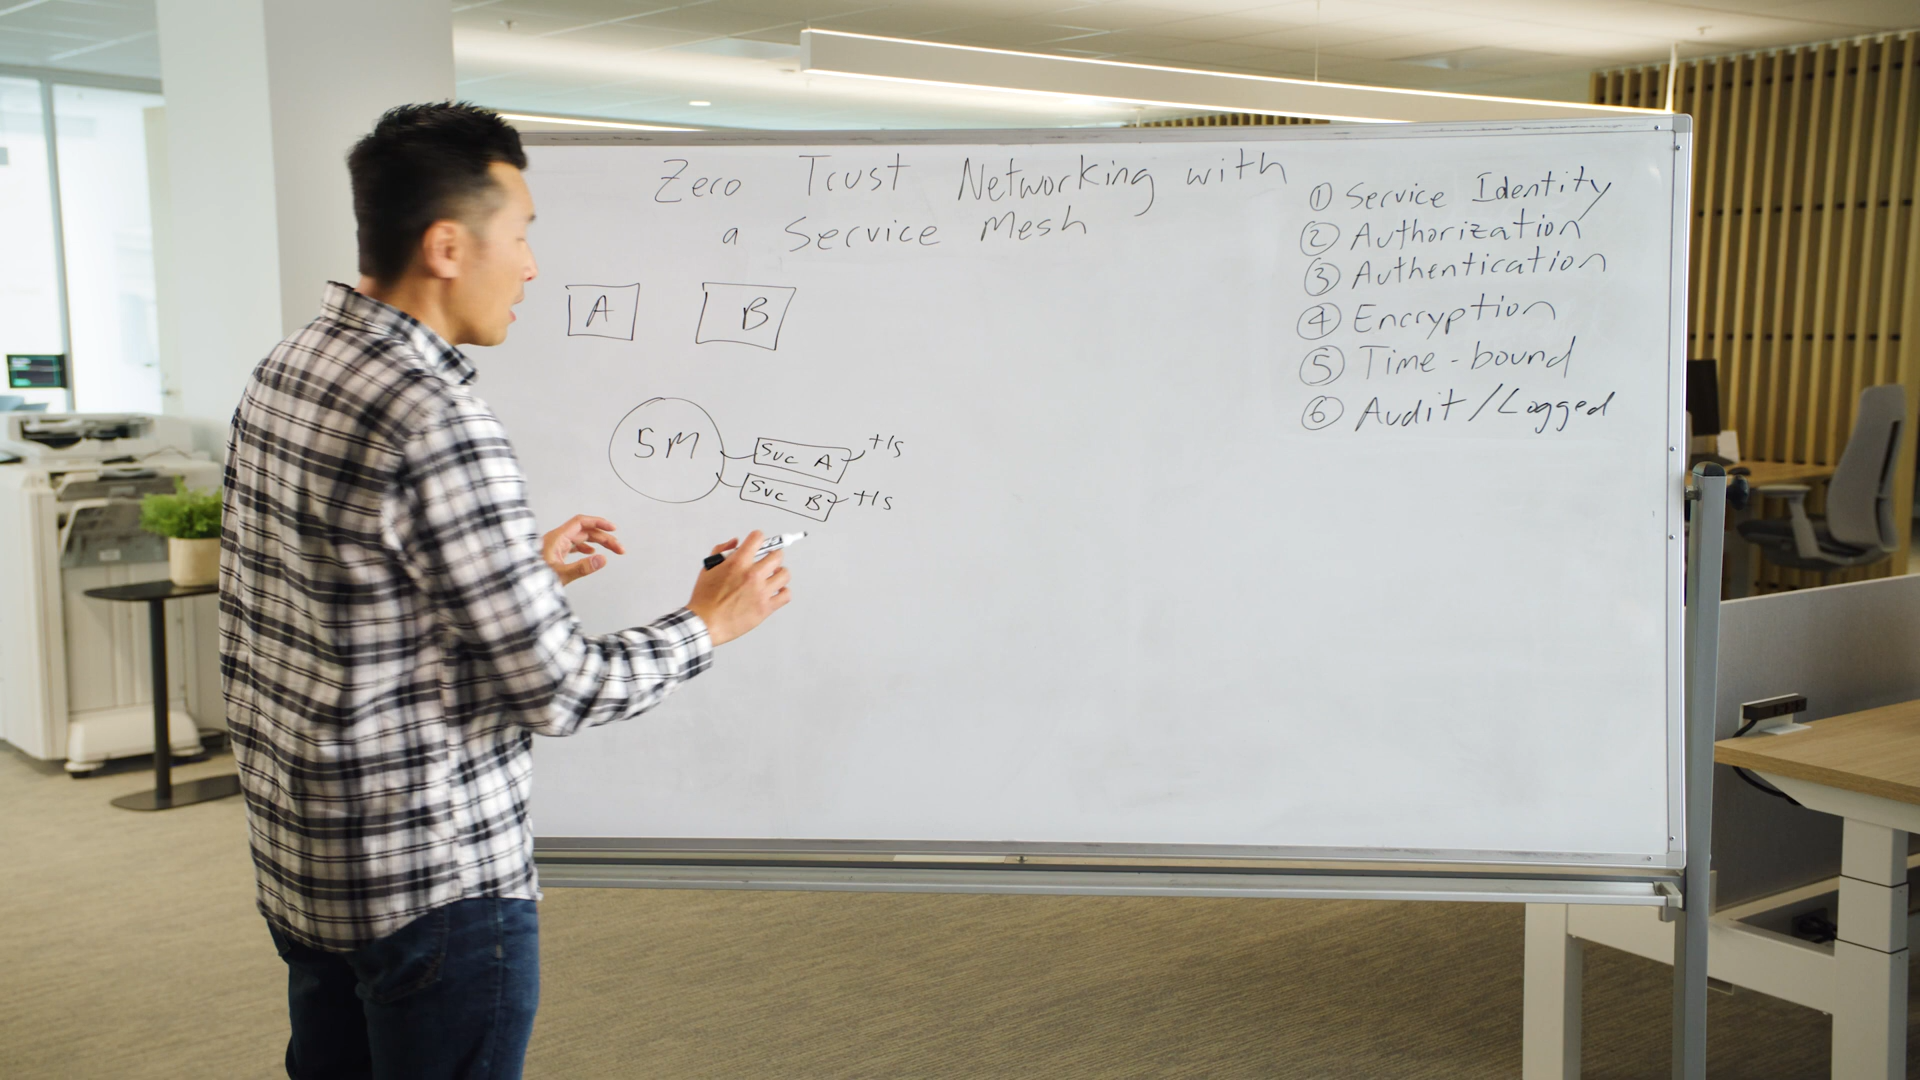 Zero Trust Networking with
a Service Mesh
① Service Identity
② Authorization
③ Authentication
④ Encryption
⑤ Time-bound
⑥ Audit/Logged
A
B
SM
Svc A
tls
Svc B
tls